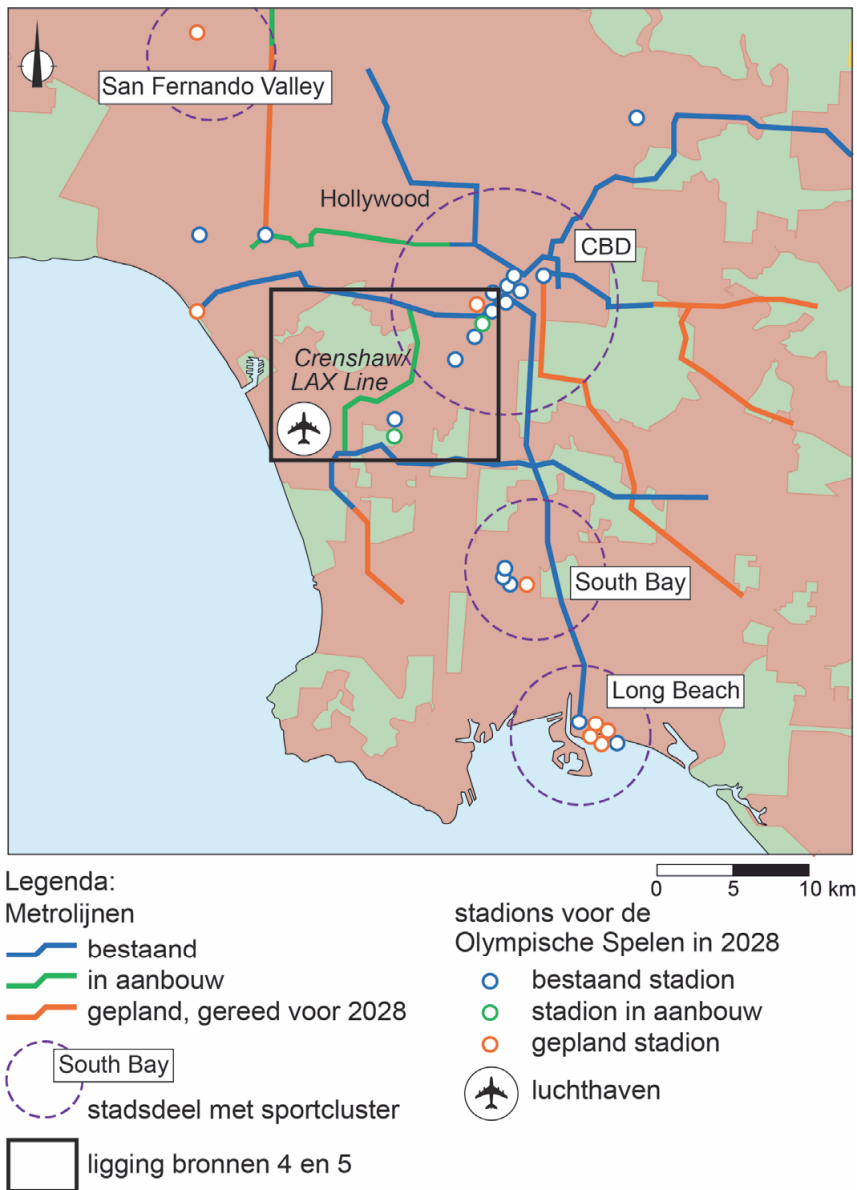 San Fernando Valley
Hollywood
CBD
Crenshaw/
LAX Line
South Bay
Long Beach
Legenda:
Metrolijnen
bestaand
in aanbouw
gepland, gereed voor 2028
South Bay
stadsdeel met sportcluster
ligging bronnen 4 en 5
0 5 10 km
stadions voor de
Olympische Spelen in 2028
bestaand stadion
stadion in aanbouw
gepland stadion
luchthaven